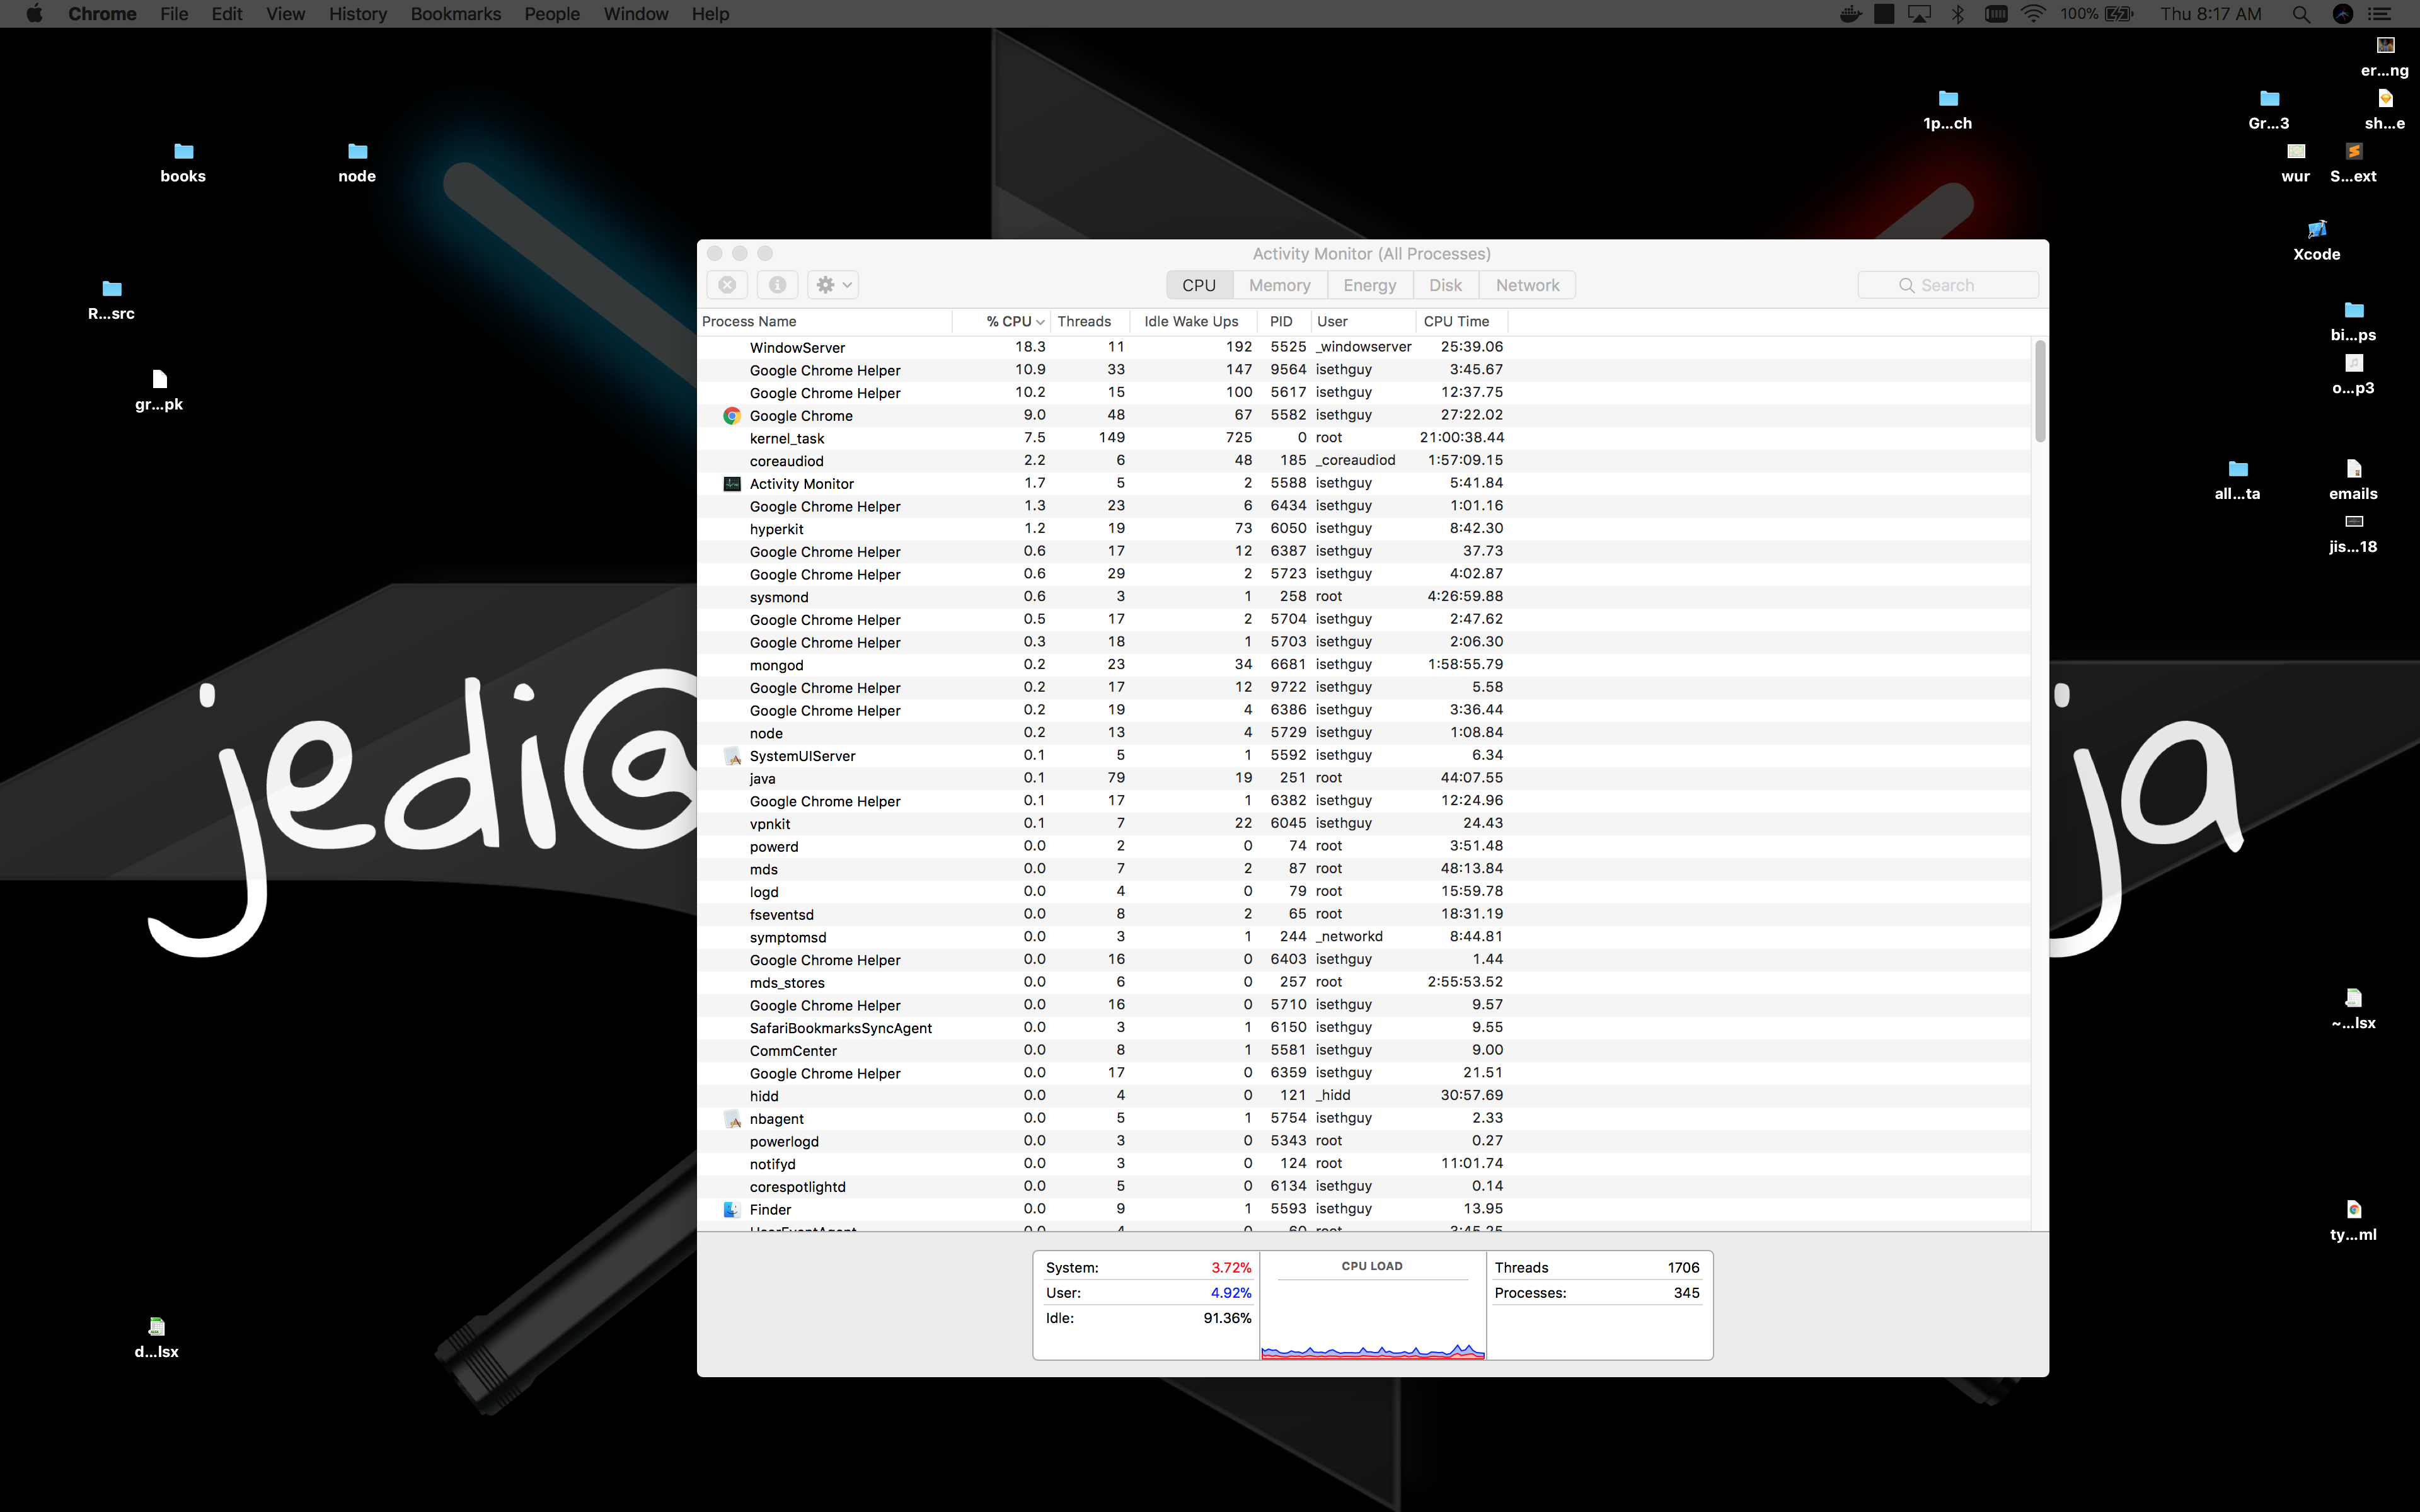 Chrome File Edit View History Bookmarks People Window Help 100% Thu 8:17 AM
er...ng
1p...ch Gr...3 sh...e
books node wur S...ext
Xcode
R...src bi...ps
gr...pk o...p3
all...ta emails
jis...18
jedi@ ja
~...lsx
ty...ml
d...lsx
Activity Monitor (All Processes)
CPU Memory Energy Disk Network Search
Process Name % CPU Threads Idle Wake Ups PID User CPU Time
WindowServer 18.3 11 192 5525 _windowserver 25:39.06
Google Chrome Helper 10.9 33 147 9564 isethguy 3:45.67
Google Chrome Helper 10.2 15 100 5617 isethguy 12:37.75
Google Chrome 9.0 48 67 5582 isethguy 27:22.02
kernel_task 7.5 149 725 0 root 21:00:38.44
coreaudiod 2.2 6 48 185 _coreaudiod 1:57:09.15
Activity Monitor 1.7 5 2 5588 isethguy 5:41.84
Google Chrome Helper 1.3 23 6 6434 isethguy 1:01.16
hyperkit 1.2 19 73 6050 isethguy 8:42.30
Google Chrome Helper 0.6 17 12 6387 isethguy 37.73
Google Chrome Helper 0.6 29 2 5723 isethguy 4:02.87
sysmond 0.6 3 1 258 root 4:26:59.88
Google Chrome Helper 0.5 17 2 5704 isethguy 2:47.62
Google Chrome Helper 0.3 18 1 5703 isethguy 2:06.30
mongod 0.2 23 34 6681 isethguy 1:58:55.79
Google Chrome Helper 0.2 17 12 9722 isethguy 5.58
Google Chrome Helper 0.2 19 4 6386 isethguy 3:36.44
node 0.2 13 4 5729 isethguy 1:08.84
SystemUIServer 0.1 5 1 5592 isethguy 6.34
java 0.1 79 19 251 root 44:07.55
Google Chrome Helper 0.1 17 1 6382 isethguy 12:24.96
vpnkit 0.1 7 22 6045 isethguy 24.43
powerd 0.0 2 0 74 root 3:51.48
mds 0.0 7 2 87 root 48:13.84
logd 0.0 4 0 79 root 15:59.78
fseventsd 0.0 8 2 65 root 18:31.19
symptomsd 0.0 3 1 244 _networkd 8:44.81
Google Chrome Helper 0.0 16 0 6403 isethguy 1.44
mds_stores 0.0 6 0 257 root 2:55:53.52
Google Chrome Helper 0.0 16 0 5710 isethguy 9.57
SafariBookmarksSyncAgent 0.0 3 1 6150 isethguy 9.55
CommCenter 0.0 8 1 5581 isethguy 9.00
Google Chrome Helper 0.0 17 0 6359 isethguy 21.51
hidd 0.0 4 0 121 _hidd 30:57.69
nbagent 0.0 5 1 5754 isethguy 2.33
powerlogd 0.0 3 0 5343 root 0.27
notifyd 0.0 3 0 124 root 11:01.74
corespotlightd 0.0 5 0 6134 isethguy 0.14
Finder 0.0 9 1 5593 isethguy 13.95
UserEventAgent 0.0 4 0 60 root 3:45.25
System: 3.72% CPU LOAD Threads 1706
User: 4.92% Processes: 345
Idle: 91.36%